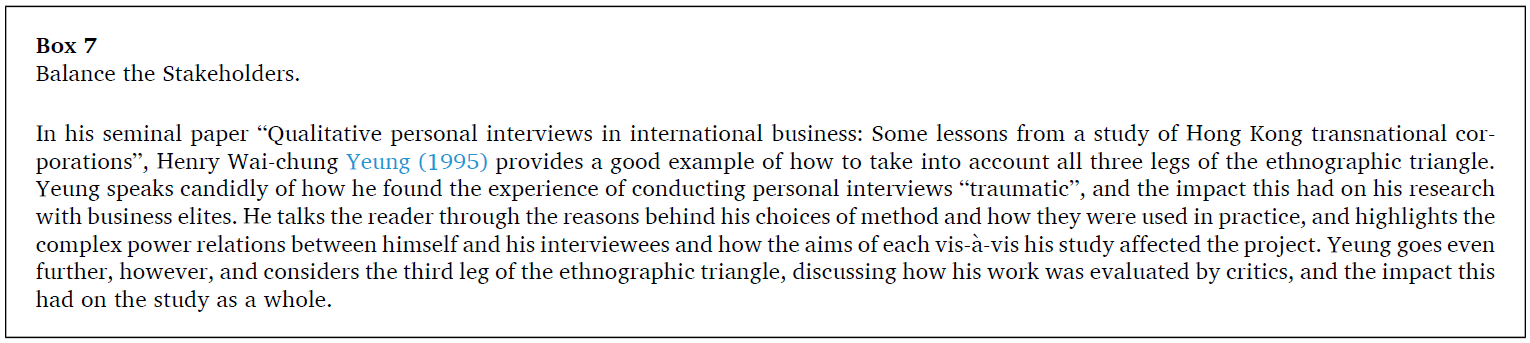 Box 7
Balance the Stakeholders.
In his seminal paper “Qualitative personal interviews in international business: Some lessons from a study of Hong Kong transnational cor-
porations”, Henry Wai-chung Yeung (1995) provides a good example of how to take into account all three legs of the ethnographic triangle.
Yeung speaks candidly of how he found the experience of conducting personal interviews “traumatic”, and the impact this had on his research
with business elites. He talks the reader through the reasons behind his choices of method and how they were used in practice, and highlights the
complex power relations between himself and his interviewees and how the aims of each vis-à-vis his study affected the project. Yeung goes even
further, however, and considers the third leg of the ethnographic triangle, discussing how his work was evaluated by critics, and the impact this
had on the study as a whole.